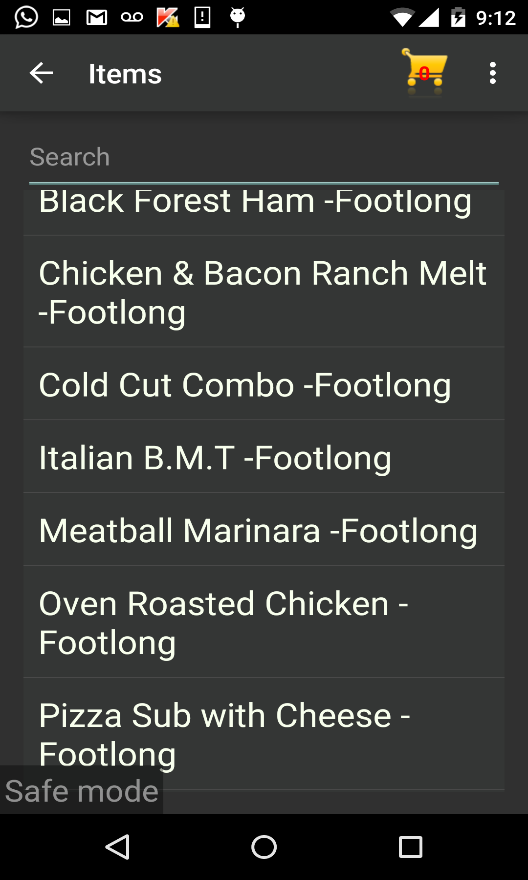 9:12
Items
0
Search
Black Forest Ham -Footlong
Chicken & Bacon Ranch Melt
-Footlong
Cold Cut Combo -Footlong
Italian B.M.T -Footlong
Meatball Marinara -Footlong
Oven Roasted Chicken -
Footlong
Pizza Sub with Cheese -
Footlong
Safe mode